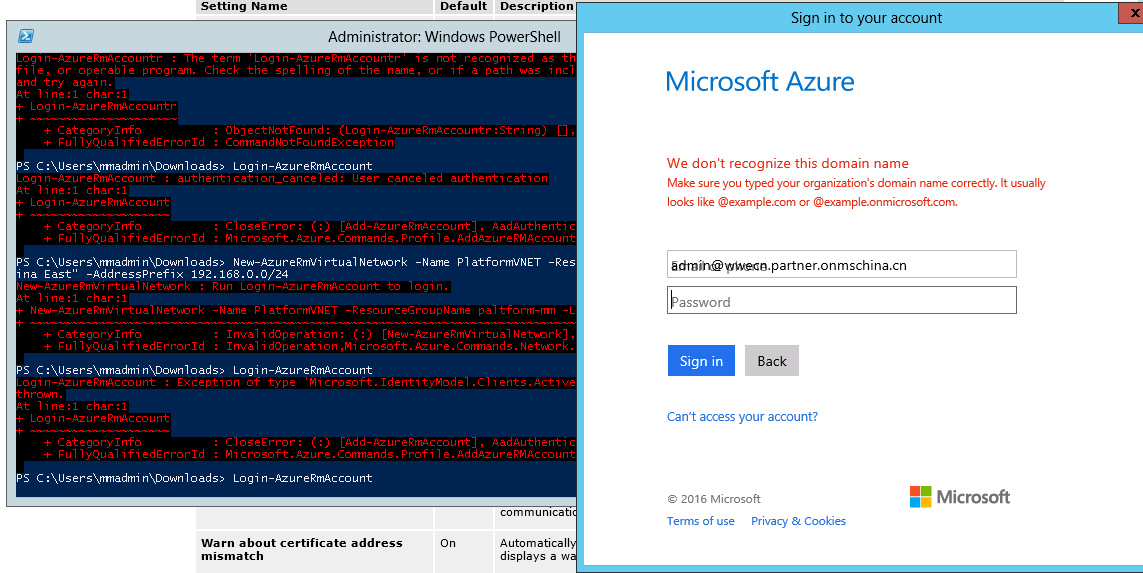 Setting Name Default Description
Administrator: Windows PowerShell
Login-AzureRmAccountr : The term 'Login-AzureRmAccountr' is not recognized as th
file, or operable program. Check the spelling of the name, or if a path was incl
and try again.
At line:1 char:1
+ Login-AzureRmAccountr
+ ~~~~~~~~~~~~~~~~~~~~~
+ CategoryInfo : ObjectNotFound: (Login-AzureRmAccountr:String) [],
+ FullyQualifiedErrorId : CommandNotFoundException
PS C:\Users\mmadmin\Downloads> Login-AzureRmAccount
Login-AzureRmAccount : authentication_canceled: User canceled authentication
At line:1 char:1
+ Login-AzureRmAccount
+ ~~~~~~~~~~~~~~~~~~~~
+ CategoryInfo : CloseError: (:) [Add-AzureRmAccount], AadAuthentic
+ FullyQualifiedErrorId : Microsoft.Azure.Commands.Profile.AddAzureRMAccount
PS C:\Users\mmadmin\Downloads> New-AzureRmVirtualNetwork -Name PlatformVNET -Res
ina East" -AddressPrefix 192.168.0.0/24
New-AzureRmVirtualNetwork : Run Login-AzureRmAccount to login.
At line:1 char:1
+ New-AzureRmVirtualNetwork -Name PlatformVNET -ResourceGroupName paltform-mm -L
+ ~~~~~~~~~~~~~~~~~~~~~~~~~~~~~~~~~~~~~~~~~~~~~~~~~~~~~~~~~~~~~~~~~~~~~~~~~~~~~~
+ CategoryInfo : InvalidOperation: (:) [New-AzureRmVirtualNetwork],
+ FullyQualifiedErrorId : InvalidOperation,Microsoft.Azure.Commands.Network.
PS C:\Users\mmadmin\Downloads> Login-AzureRmAccount
Login-AzureRmAccount : Exception of type 'Microsoft.IdentityModel.Clients.Active
thrown.
At line:1 char:1
+ Login-AzureRmAccount
+ ~~~~~~~~~~~~~~~~~~~~
+ CategoryInfo : CloseError: (:) [Add-AzureRmAccount], AadAuthentic
+ FullyQualifiedErrorId : Microsoft.Azure.Commands.Profile.AddAzureRMAccount
PS C:\Users\mmadmin\Downloads> Login-AzureRmAccount
communicatio
Warn about certificate address On Automatically
mismatch displays a wa
Sign in to your account
x
Microsoft Azure
We don't recognize this domain name
Make sure you typed your organization's domain name correctly. It usually
looks like @example.com or @example.onmicrosoft.com.
admin@wwecn.partner.onmschina.cn
Password
Sign in Back
Can't access your account?
© 2016 Microsoft
Microsoft
Terms of use Privacy & Cookies